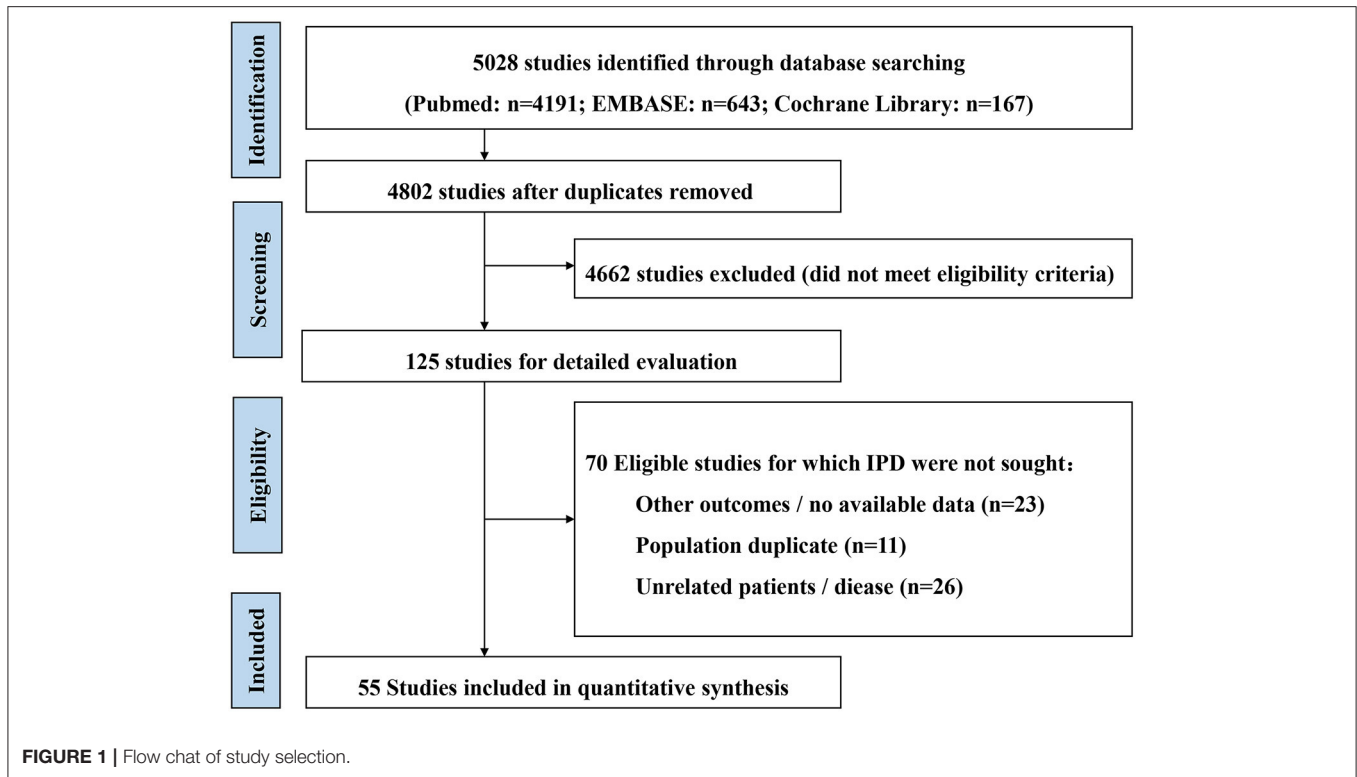 Identification
5028 studies identified through database searching
(Pubmed: n=4191; EMBASE: n=643; Cochrane Library: n=167)
4802 studies after duplicates removed
Screening
4662 studies excluded (did not meet eligibility criteria)
125 studies for detailed evaluation
Eligibility
70 Eligible studies for which IPD were not sought：
Other outcomes / no available data (n=23)
Population duplicate (n=11)
Unrelated patients / diease (n=26)
Included
55 Studies included in quantitative synthesis
FIGURE 1 | Flow chat of study selection.